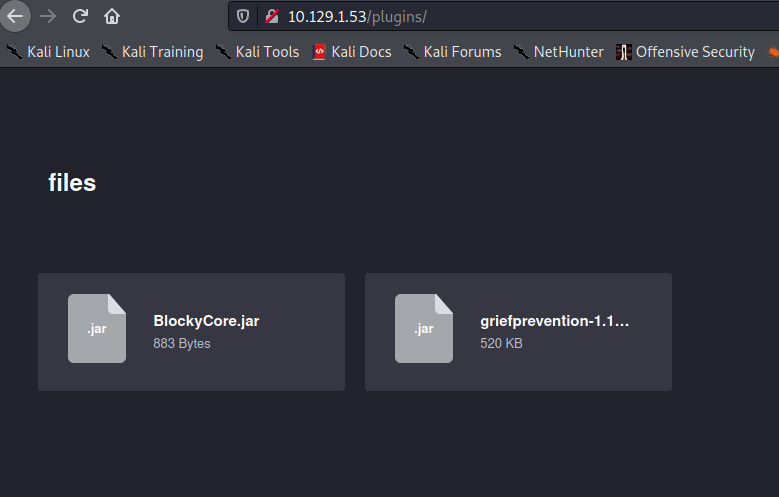 10.129.1.53/plugins/
Kali Linux Kali Training Kali Tools Kali Docs Kali Forums NetHunter Offensive Security
files
.jar BlockyCore.jar
883 Bytes
.jar griefprevention-1.1...
520 KB